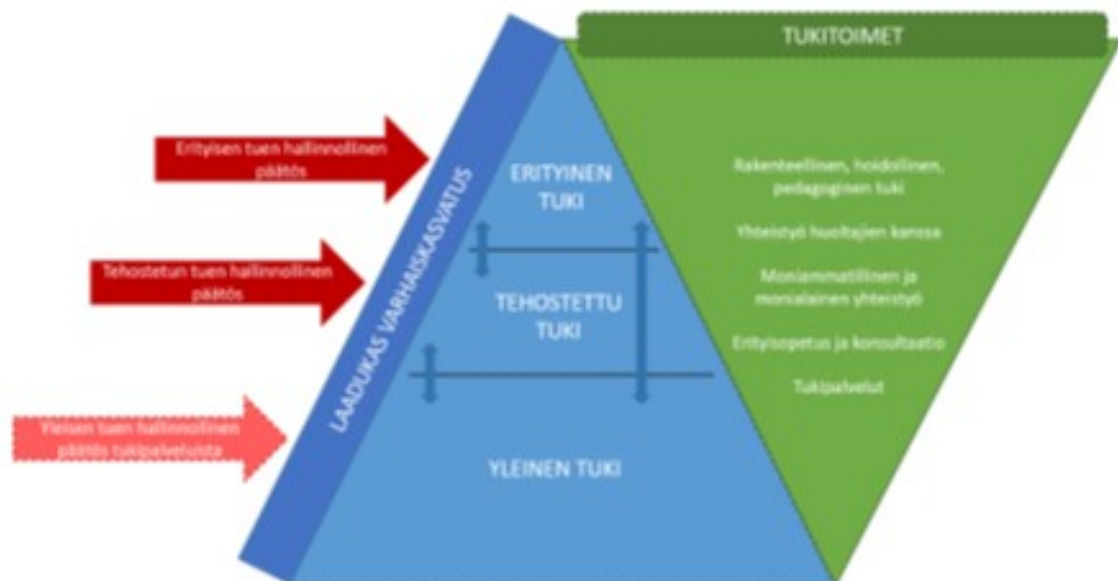 TUKITOIMET
Erityisen tuen hallinnollinen
päätös
ERITYINEN
TUKI
Rakenteellinen, hoidollinen,
pedagoginen tuki
Yhteistyö huoltajien kanssa
LAADUKAS VARHAISKASVATUS
Tehostetun tuen hallinnollinen
päätös
TEHOSTETTU
TUKI
Moniammatillinen ja
monialainen yhteistyö
Erityisopetus ja konsultaatio
Tukipalvelut
Yleisen tuen hallinnollinen
päätös tukipalveluista
YLEINEN TUKI